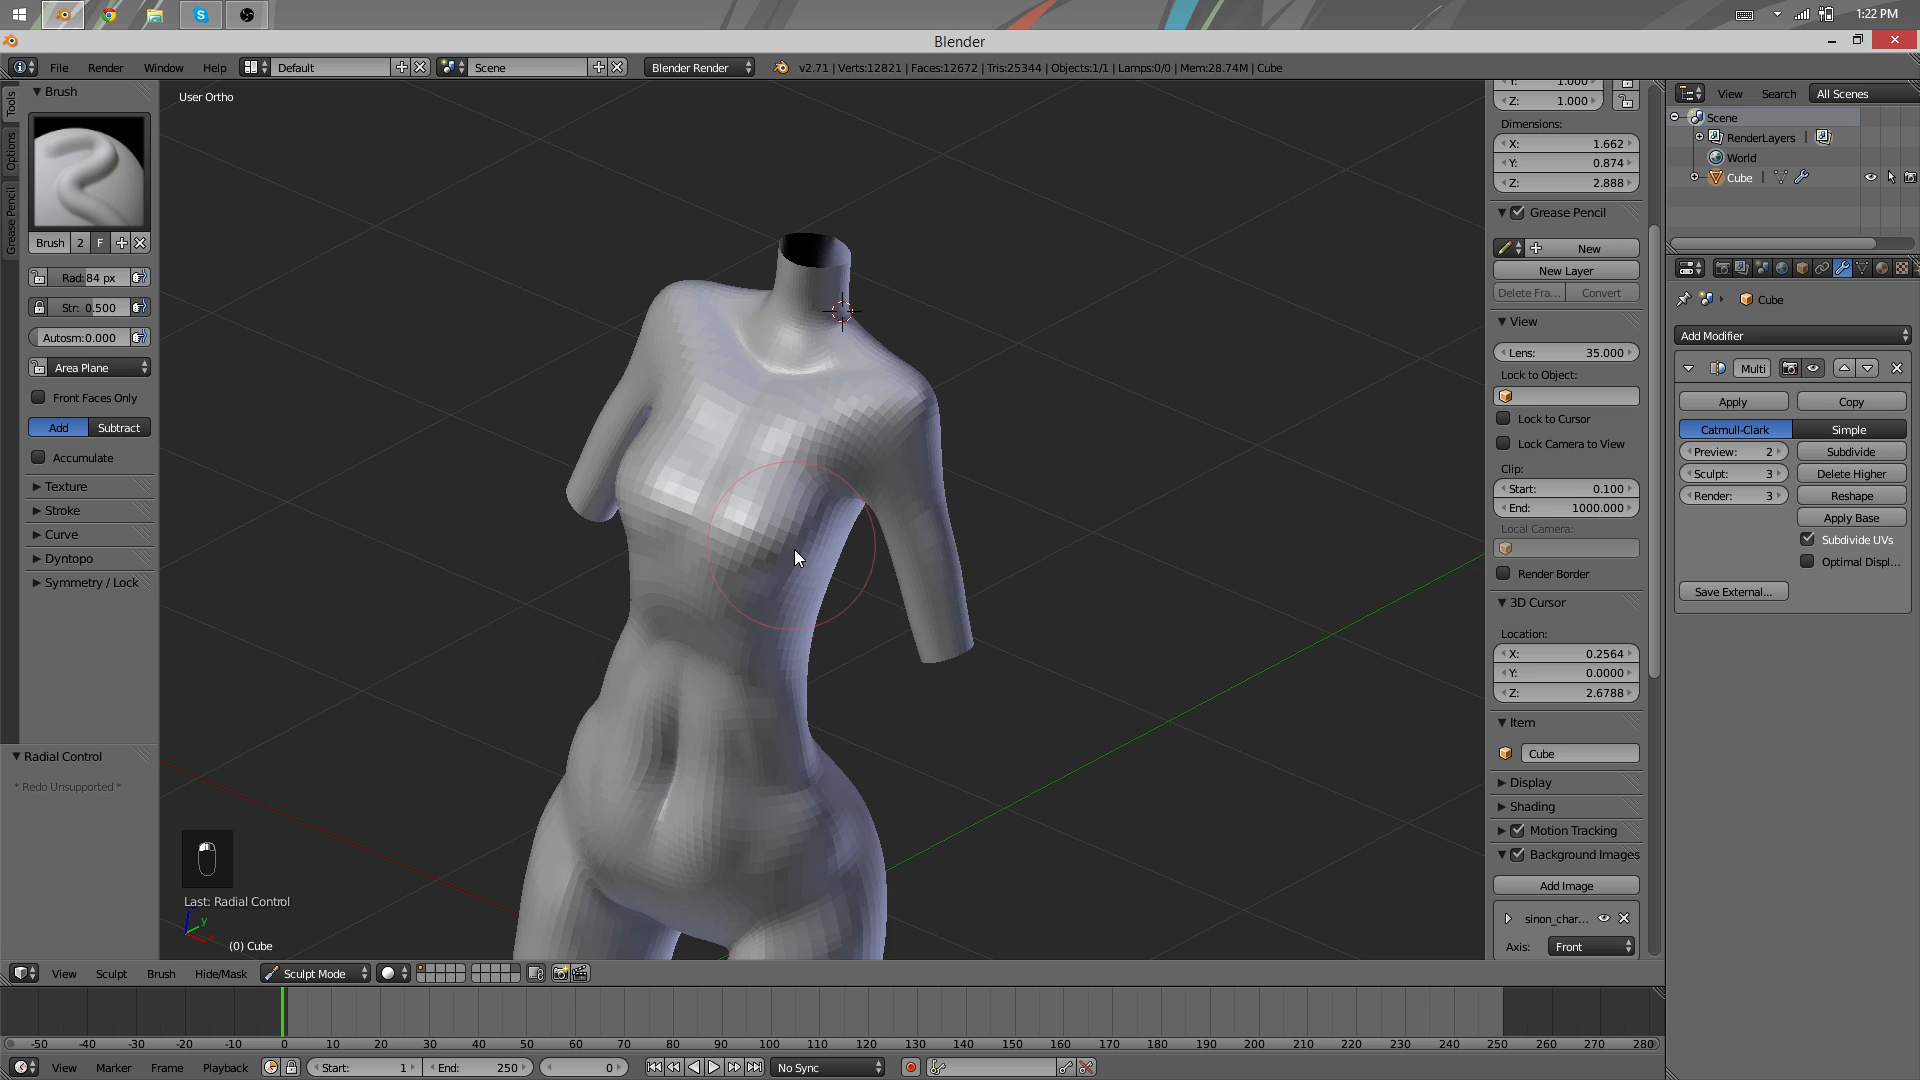 1:22 PM
Blender
File Render Window Help Default Scene Blender Render v2.71 | Verts:12821 | Faces:12672 | Tris:25344 | Objects:1/1 | Lamps:0/0 | Mem:28.74M | Cube
Tools
Options
Grease Pencil
Brush
Brush 2 F
Rad: 84 px
Str: 0.500
Autosm: 0.000
Area Plane
Front Faces Only
Add Subtract
Accumulate
Texture
Stroke
Curve
Dyntopo
Symmetry / Lock
Radial Control
* Redo Unsupported *
User Ortho
Last: Radial Control
y
(0) Cube
Y: 1.000
Z: 1.000
Dimensions:
X: 1.662
Y: 0.874
Z: 2.888
Grease Pencil
New
New Layer
Delete Fra... Convert
View
Lens: 35.000
Lock to Object:
Lock to Cursor
Lock Camera to View
Clip:
Start: 0.100
End: 1000.000
Local Camera:
Render Border
3D Cursor
Location:
X: 0.2564
Y: 0.0000
Z: 2.6788
Item
Cube
Display
Shading
Motion Tracking
Background Images
Add Image
sinon_char...
Axis: Front
View Search All Scenes
Scene
RenderLayers |
World
Cube |
Cube
Add Modifier
Multi
Apply Copy
Catmull-Clark Simple
Preview: 2 Subdivide
Sculpt: 3 Delete Higher
Render: 3 Reshape
Apply Base
Subdivide UVs
Optimal Displ...
Save External...
View Sculpt Brush Hide/Mask Sculpt Mode
-50 -40 -30 -20 -10 0 10 20 30 40 50 60 70 80 90 100 110 120 130 140 150 160 170 180 190 200 210 220 230 240 250 260 270 280
View Marker Frame Playback Start: 1 End: 250 0 No Sync